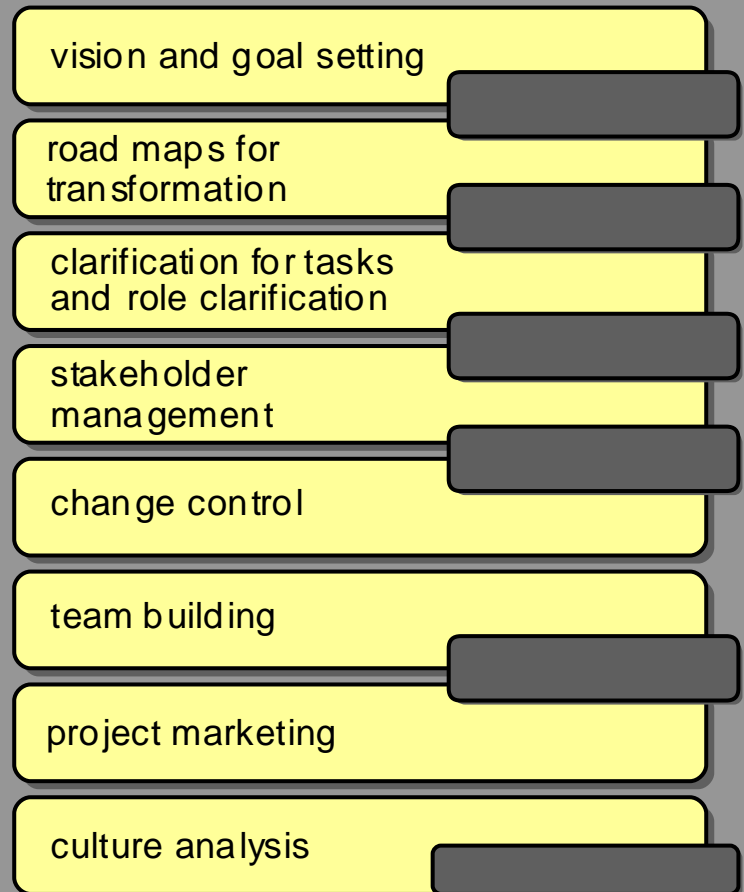 vision and goal setting
road maps for
transformation
clarification for tasks
and role clarification
stakeholder
management
change control
team building
project marketing
culture analysis